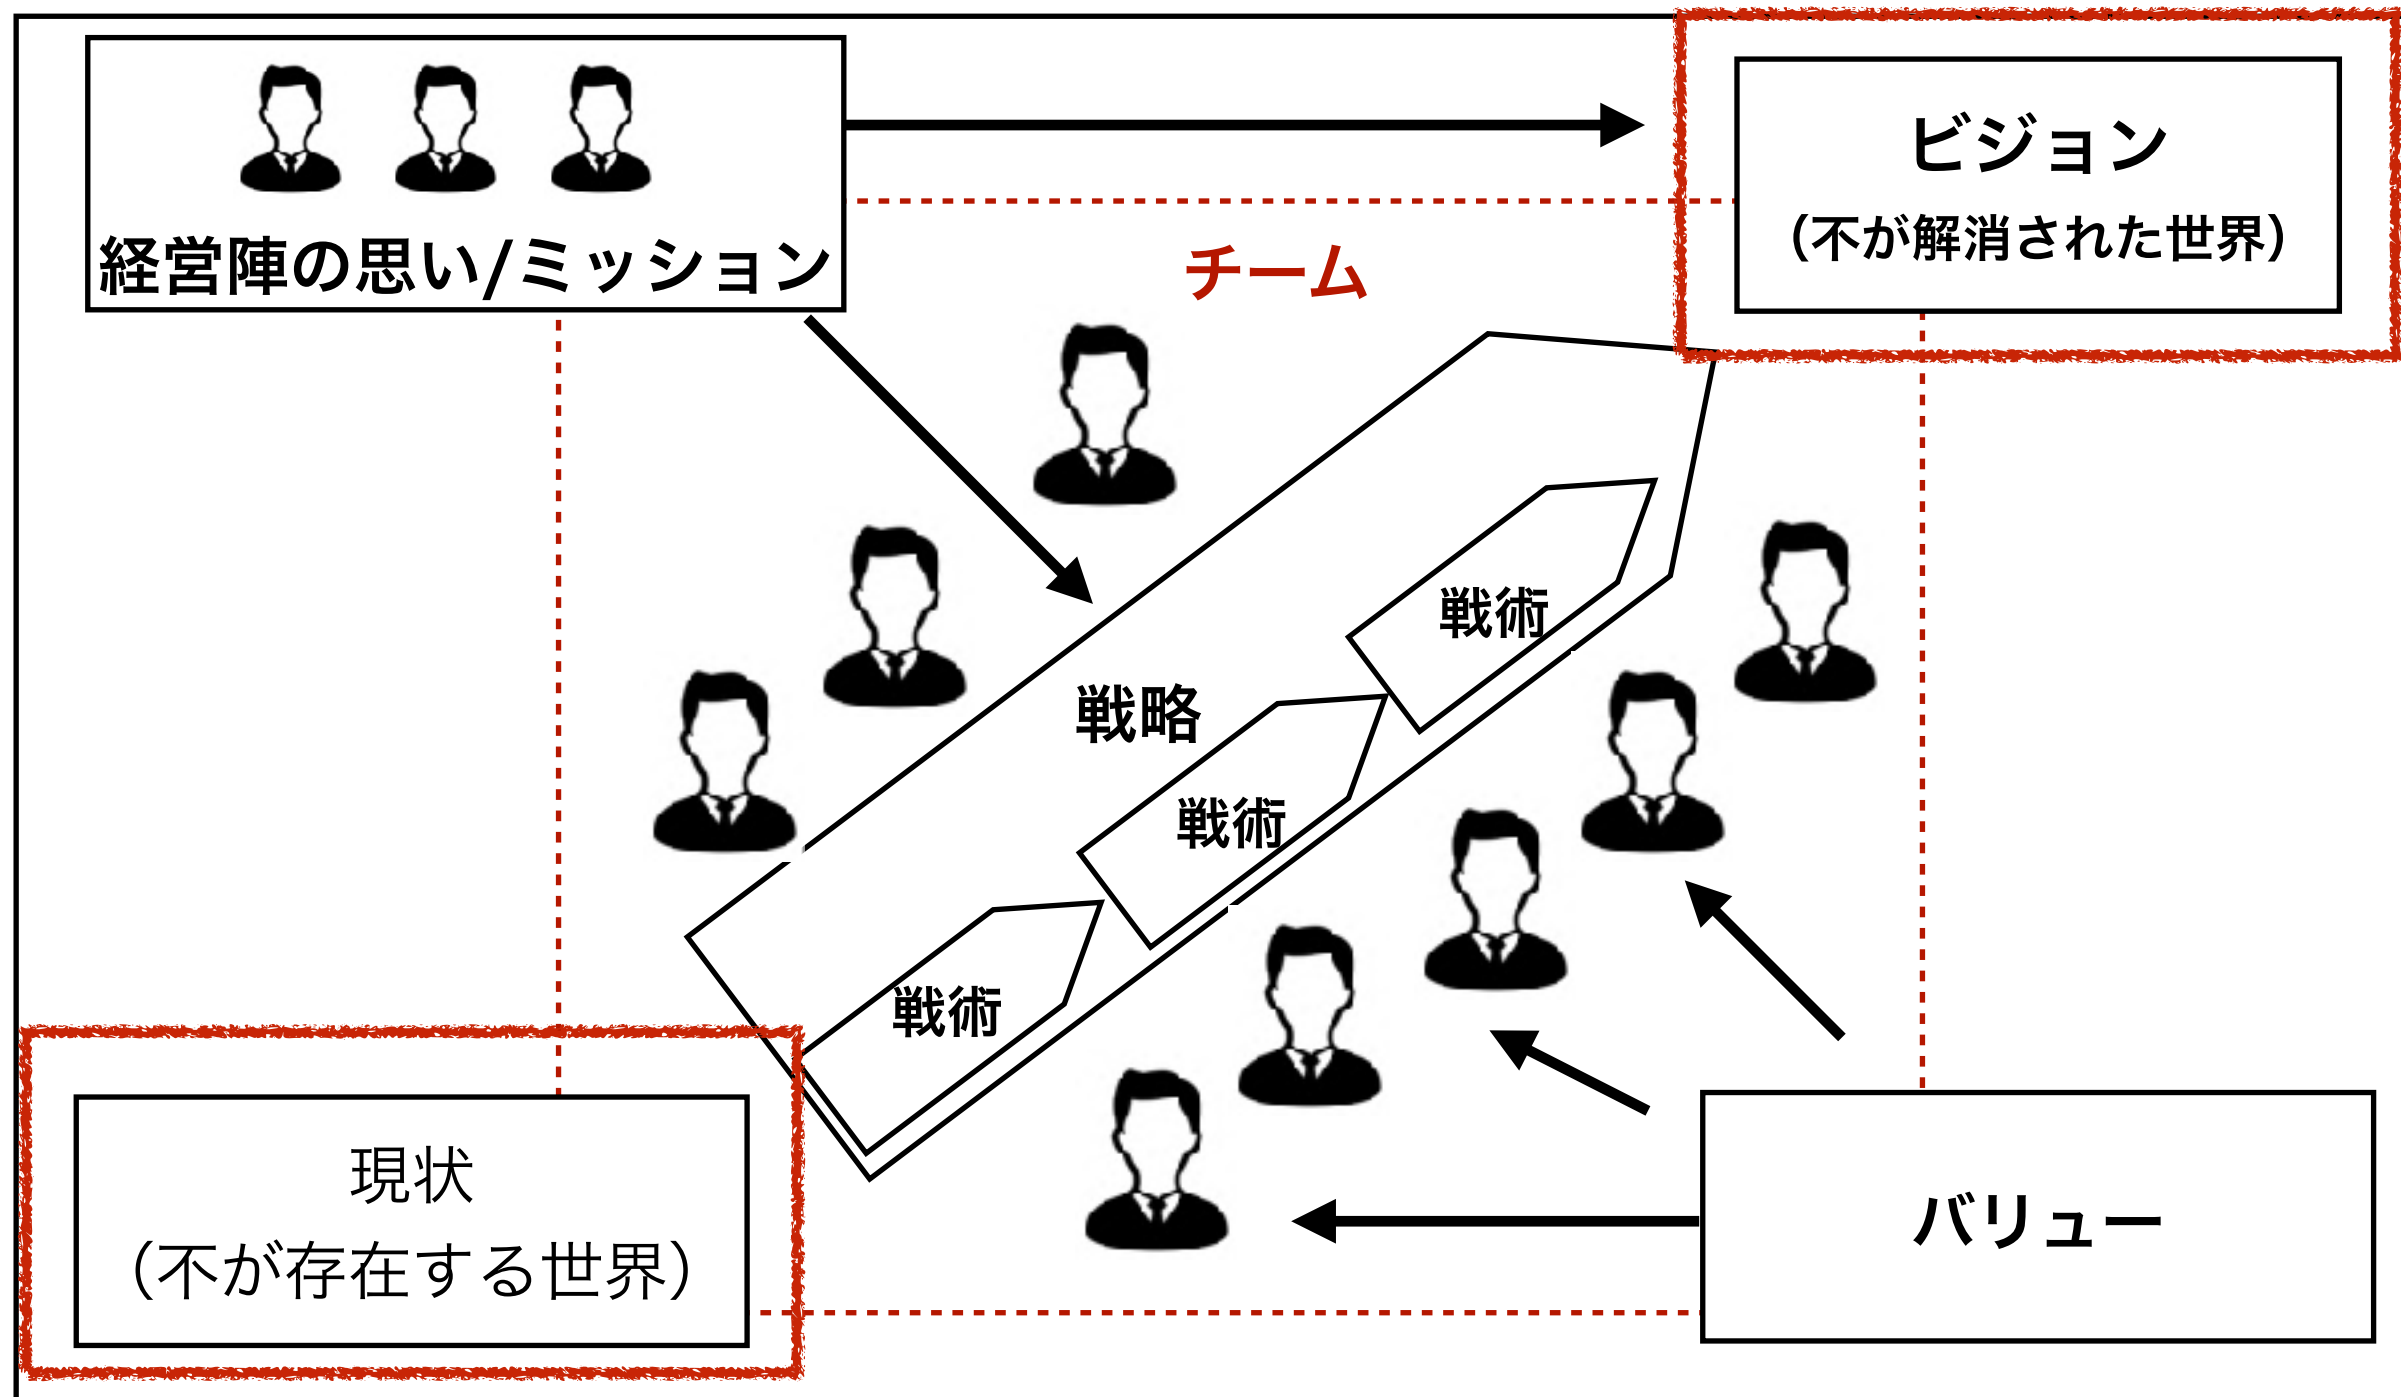 経営陣の思い/ミッション
ビジョン
（不が解消された世界）
チーム
戦術
戦略
戦術
戦術
現状
（不が存在する世界）
バリュー